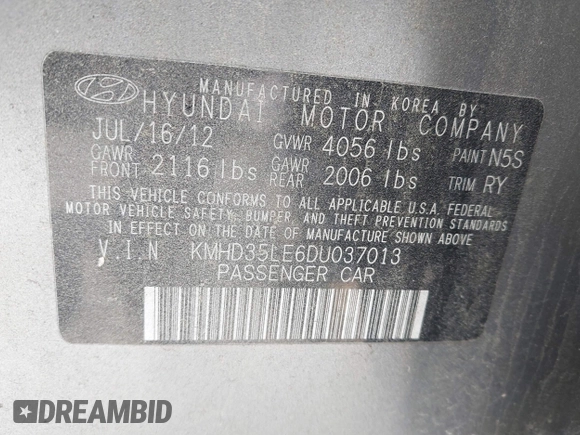 MANUFACTURED IN KOREA BY
HYUNDAI MOTOR COMPANY
JUL/16/12 GVWR 4056 lbs PAINT N5S
GAWR FRONT 2116 lbs GAWR REAR 2006 lbs TRIM RY
THIS VEHICLE CONFORMS TO ALL APPLICABLE U.S.A. FEDERAL
MOTOR VEHICLE SAFETY, BUMPER, AND THEFT PREVENTION STANDARDS
IN EFFECT ON THE DATE OF MANUFACTURE SHOWN ABOVE.
V I N KMHD35LE6DU037013
PASSENGER CAR
DREAMBID